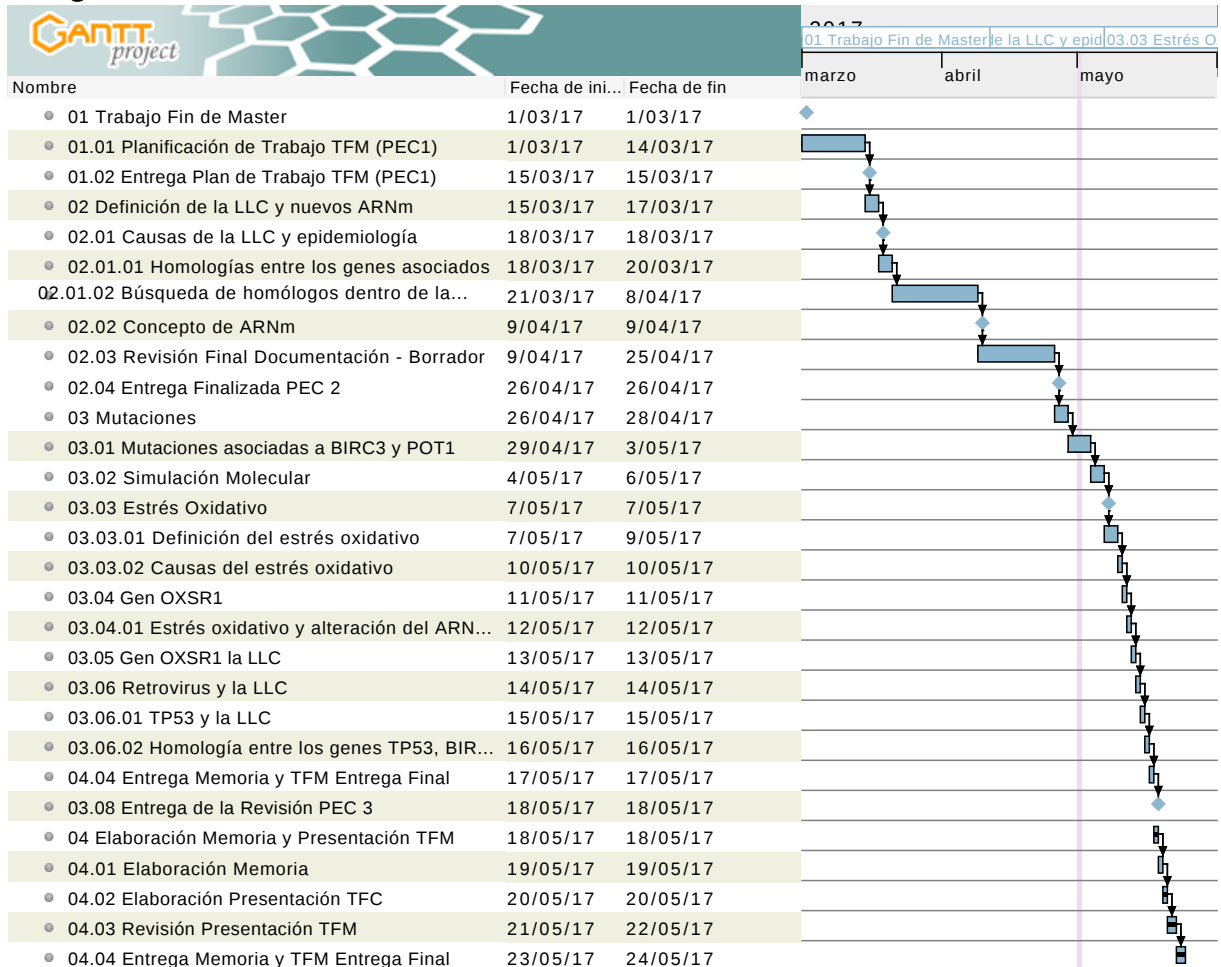 GANTT
project
2017
01 Trabajo Fin de Master de la LLC y epid 03.03 Estrés O
marzo abril mayo
Nombre Fecha de ini... Fecha de fin
01 Trabajo Fin de Master 1/03/17 1/03/17
01.01 Planificación de Trabajo TFM (PEC1) 1/03/17 14/03/17
01.02 Entrega Plan de Trabajo TFM (PEC1) 15/03/17 15/03/17
02 Definición de la LLC y nuevos ARNm 15/03/17 17/03/17
02.01 Causas de la LLC y epidemiología 18/03/17 18/03/17
02.01.01 Homologías entre los genes asociados 18/03/17 20/03/17
02.01.02 Búsqueda de homólogos dentro de la... 21/03/17 8/04/17
02.02 Concepto de ARNm 9/04/17 9/04/17
02.03 Revisión Final Documentación - Borrador 9/04/17 25/04/17
02.04 Entrega Finalizada PEC 2 26/04/17 26/04/17
03 Mutaciones 26/04/17 28/04/17
03.01 Mutaciones asociadas a BIRC3 y POT1 29/04/17 3/05/17
03.02 Simulación Molecular 4/05/17 6/05/17
03.03 Estrés Oxidativo 7/05/17 7/05/17
03.03.01 Definición del estrés oxidativo 7/05/17 9/05/17
03.03.02 Causas del estrés oxidativo 10/05/17 10/05/17
03.04 Gen OXSR1 11/05/17 11/05/17
03.04.01 Estrés oxidativo y alteración del ARN... 12/05/17 12/05/17
03.05 Gen OXSR1 la LLC 13/05/17 13/05/17
03.06 Retrovirus y la LLC 14/05/17 14/05/17
03.06.01 TP53 y la LLC 15/05/17 15/05/17
03.06.02 Homología entre los genes TP53, BIR... 16/05/17 16/05/17
04.04 Entrega Memoria y TFM Entrega Final 17/05/17 17/05/17
03.08 Entrega de la Revisión PEC 3 18/05/17 18/05/17
04 Elaboración Memoria y Presentación TFM 18/05/17 18/05/17
04.01 Elaboración Memoria 19/05/17 19/05/17
04.02 Elaboración Presentación TFC 20/05/17 20/05/17
04.03 Revisión Presentación TFM 21/05/17 22/05/17
04.04 Entrega Memoria y TFM Entrega Final 23/05/17 24/05/17